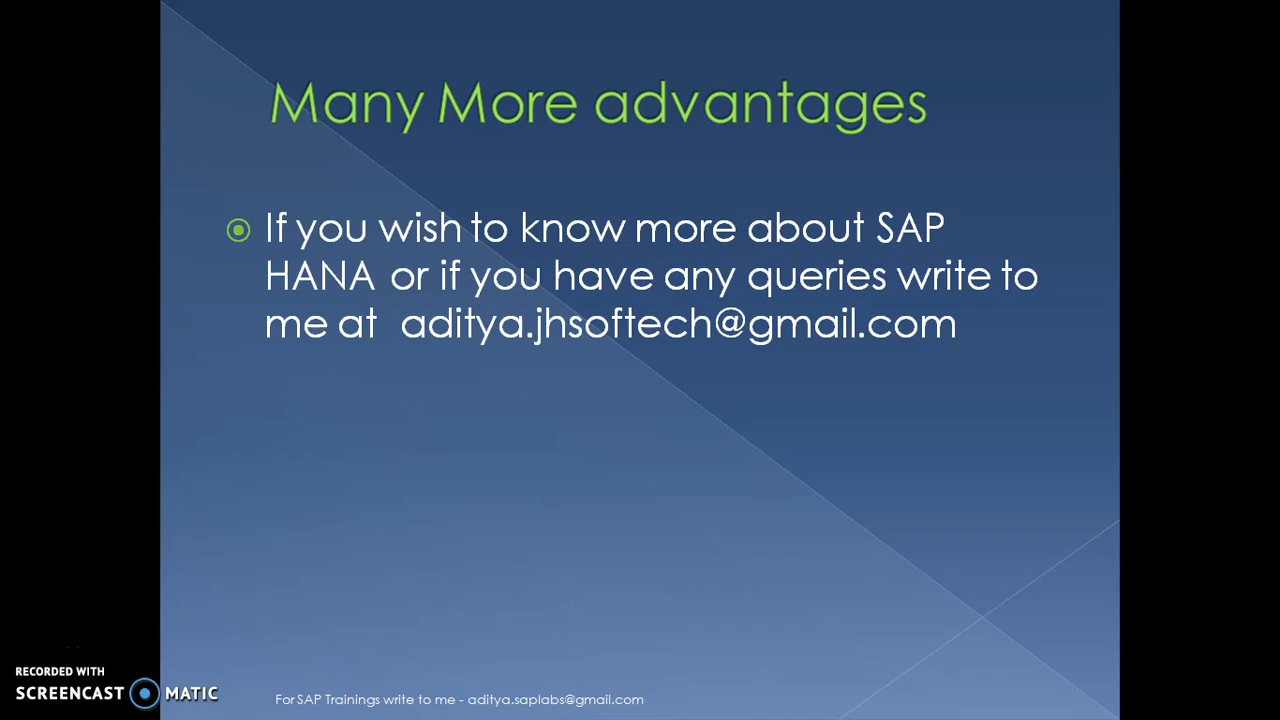 Many More advantages
If you wish to know more about SAP
HANA or if you have any queries write to
me at aditya.jhsoftech@gmail.com
RECORDED WITH
SCREENCAST MATIC
For SAP Trainings write to me - aditya.saplabs@gmail.com